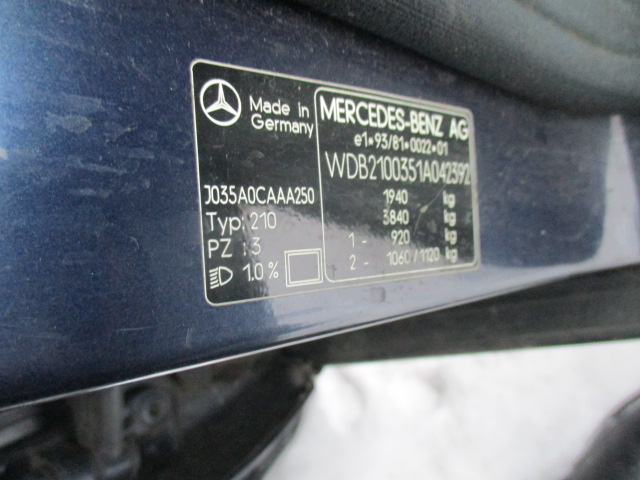 Made in
Germany
MERCEDES-BENZ AG
e1*93/81*0022*01
WDB2100351A042392
J035A0CAAA250
Typ: 210
PZ : 3
1.0 %
1940 kg
3840 kg
1 - 920 kg
2 - 1060/1120 kg